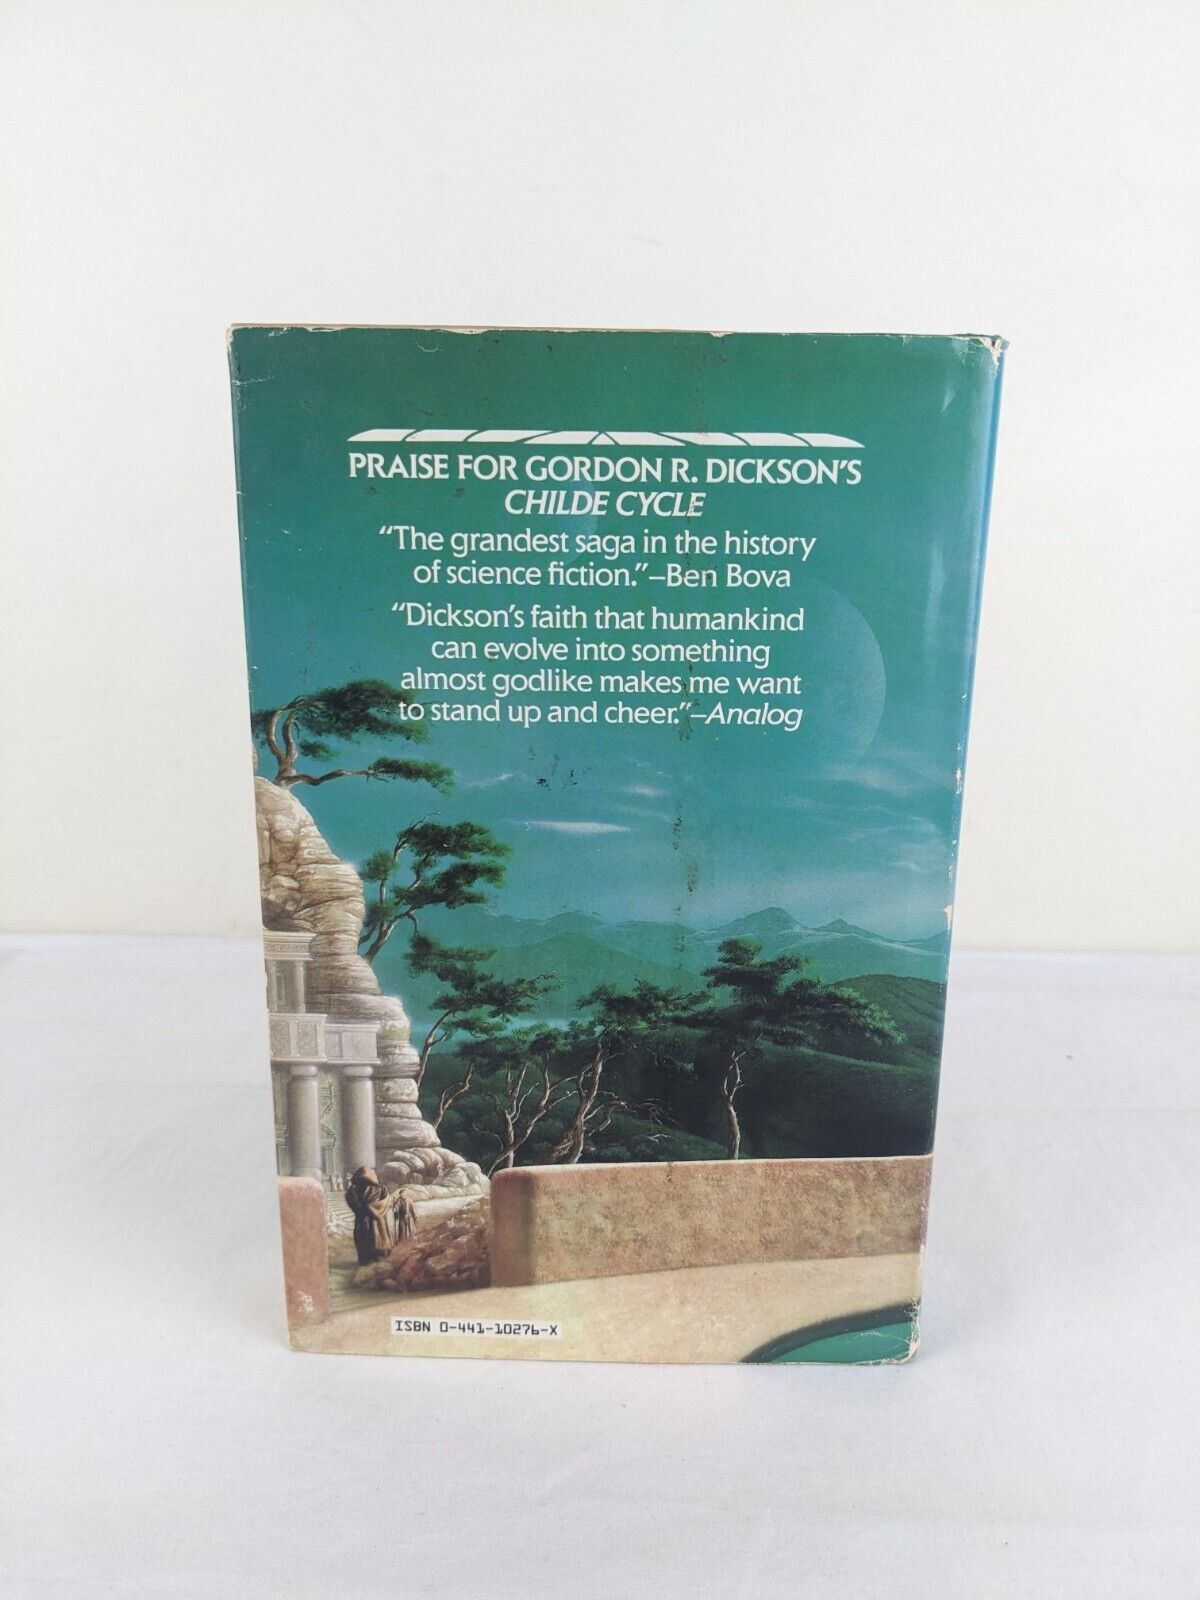 PRAISE FOR GORDON R. DICKSON'S
CHILDE CYCLE
“The grandest saga in the history
of science fiction.”–Ben Bova
“Dickson's faith that humankind
can evolve into something
almost godlike makes me want
to stand up and cheer.”–Analog
ISBN 0-441-10276-X